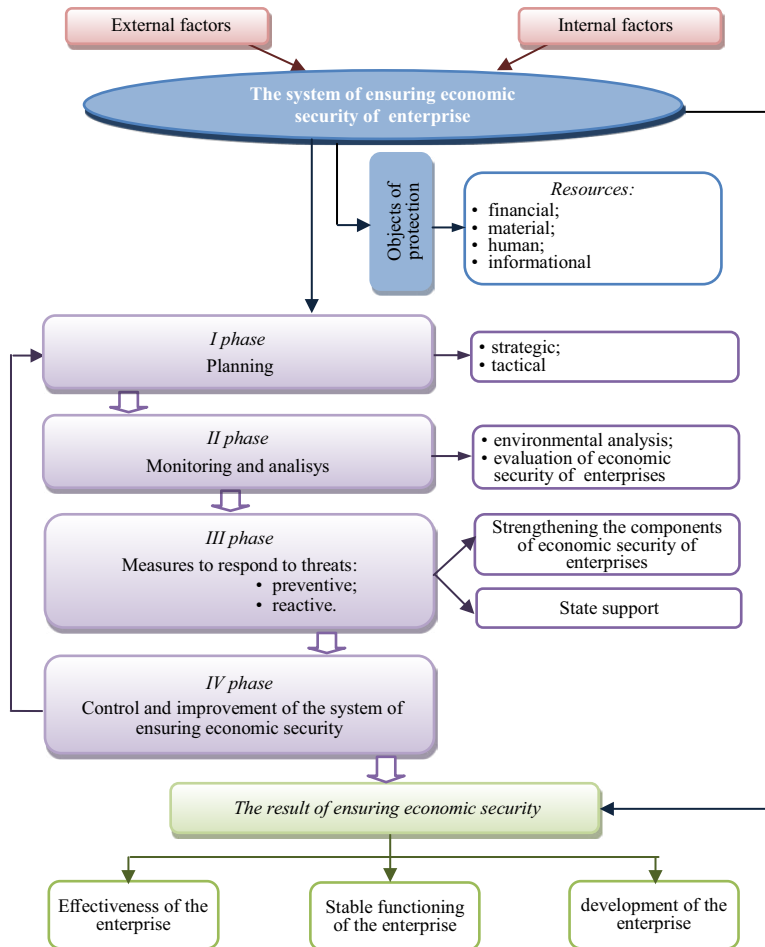 External factors
Internal factors
The system of ensuring economic
security of enterprise
Objects of
protection
Resources:
• financial;
• material;
• human;
• informational
I phase
Planning
• strategic;
• tactical
II phase
Monitoring and analisys
• environmental analysis;
• evaluation of economic
security of enterprises
III phase
Measures to respond to threats:
• preventive;
• reactive.
Strengthening the components
of economic security of
enterprises
State support
IV phase
Control and improvement of the system of
ensuring economic security
The result of ensuring economic security
Effectiveness of the
enterprise
Stable functioning
of the enterprise
development of the
enterprise